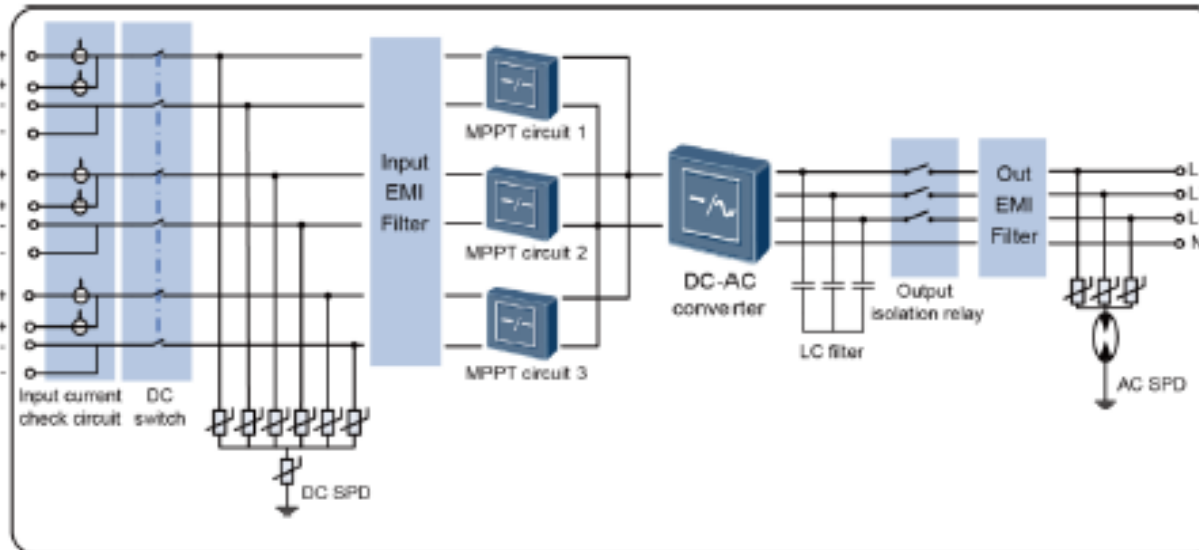 +
+
-
-
+
+
-
-
+
+
-
-
Input current
check circuit
DC
switch
DC SPD
Input
EMI
Filter
MPPT circuit 1
MPPT circuit 2
MPPT circuit 3
DC-AC
converter
LC filter
Output
isolation relay
Out
EMI
Filter
L
L
L
N
AC SPD